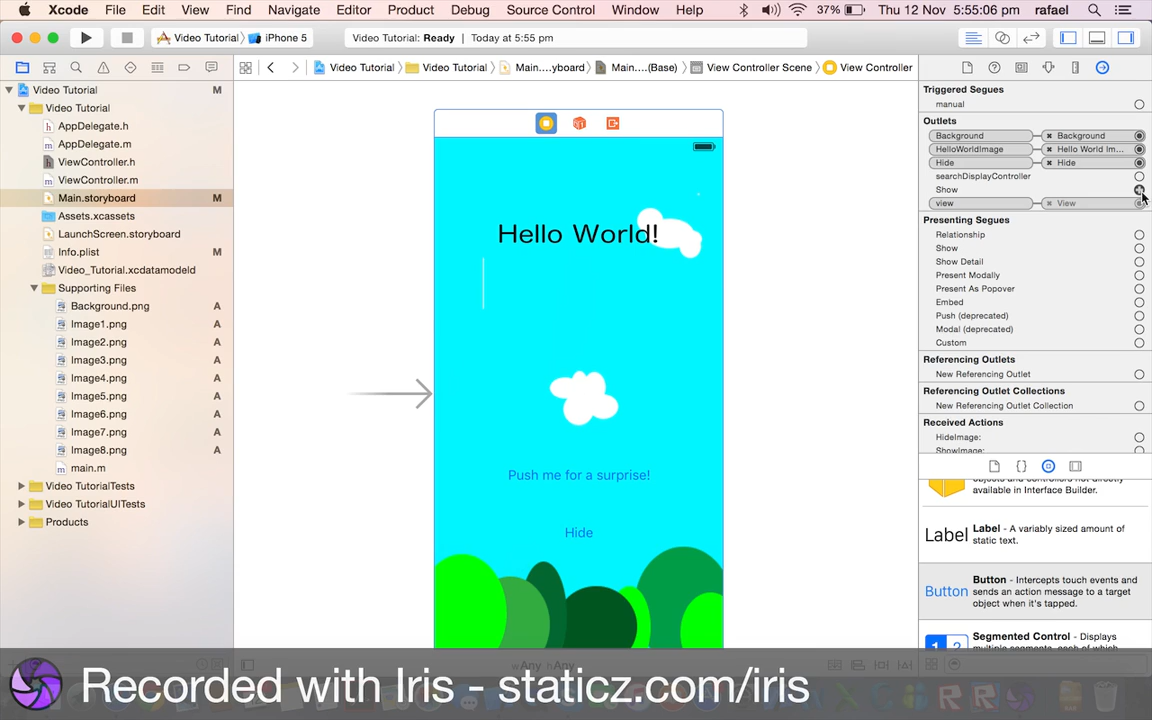 Xcode File Edit View Find Navigate Editor Product Debug Source Control Window Help 37% Thu 12 Nov 5:55:06 pm rafael
Video Tutorial iPhone 5 Video Tutorial: Ready Today at 5:55 pm
Video Tutorial Video Tutorial Main....yboard Main....(Base) View Controller Scene View Controller
Video Tutorial M
Video Tutorial
AppDelegate.h
AppDelegate.m
ViewController.h
ViewController.m
Main.storyboard M
Assets.xcassets
LaunchScreen.storyboard
Info.plist M
Video_Tutorial.xcdatamodeld
Supporting Files
Background.png A
Image1.png A
Image2.png A
Image3.png A
Image4.png A
Image5.png A
Image6.png A
Image7.png A
Image8.png A
main.m
Video TutorialTests
Video TutorialUITests
Products
Hello World!
Push me for a surprise!
Hide
Triggered Segues
manual
Outlets
Background Background
HelloWorldImage Hello World Im...
Hide Hide
searchDisplayController
Show
view View
Presenting Segues
Relationship
Show
Show Detail
Present Modally
Present As Popover
Embed
Push (deprecated)
Modal (deprecated)
Custom
Referencing Outlets
New Referencing Outlet
Referencing Outlet Collections
New Referencing Outlet Collection
Received Actions
HideImage:
ShowImage:
objects and controllers not directly
available in Interface Builder.
Label Label - A variably sized amount of
static text.
Button Button - Intercepts touch events and
sends an action message to a target
object when it's tapped.
1 2 Segmented Control - Displays
multiple segments, each of which
wAny hAny
Recorded with Iris - staticz.com/iris